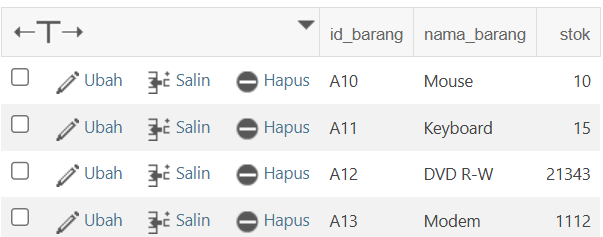 id_barang nama_barang stok
Ubah Salin Hapus A10 Mouse 10
Ubah Salin Hapus A11 Keyboard 15
Ubah Salin Hapus A12 DVD R-W 21343
Ubah Salin Hapus A13 Modem 1112